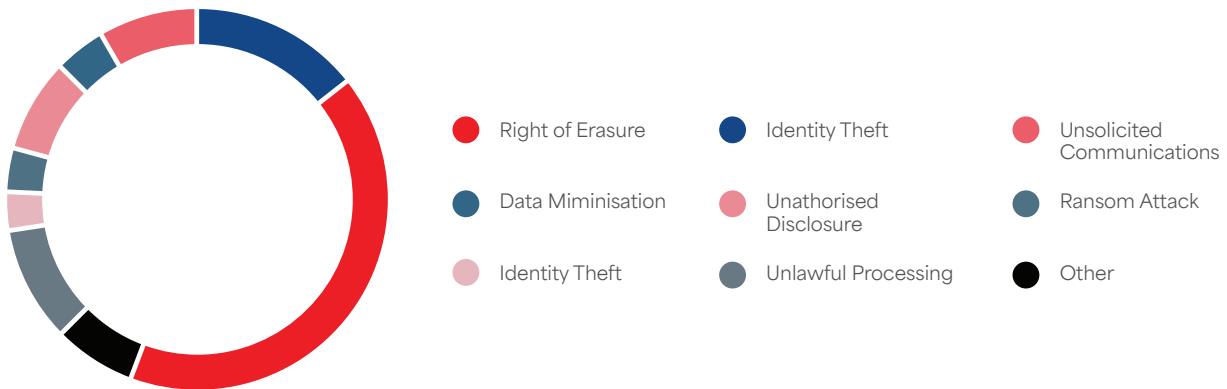 Right of Erasure
Identity Theft
Unsolicited
Communications
Data Miminisation
Unathorised
Disclosure
Ransom Attack
Identity Theft
Unlawful Processing
Other